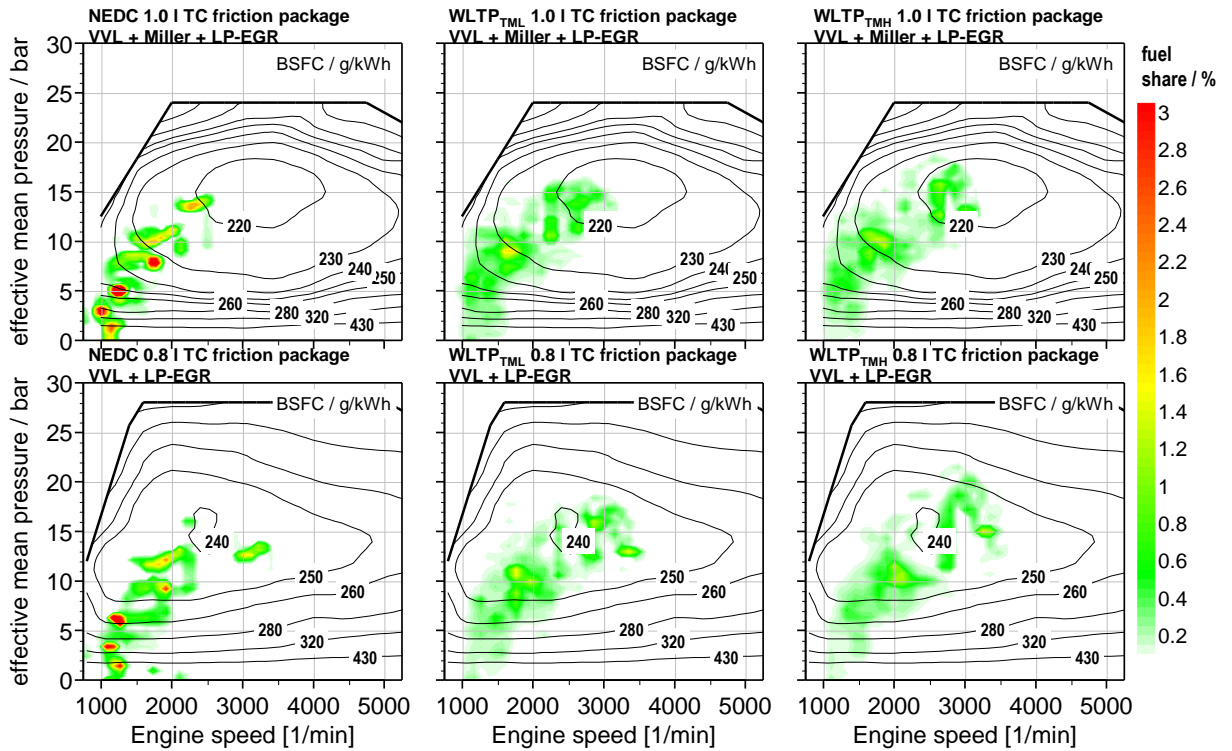 NEDC 1.0 l TC friction package
VVL + Miller + LP-EGR
WLTP_TML 1.0 l TC friction package
VVL + Miller + LP-EGR
WLTP_TMH 1.0 l TC friction package
VVL + Miller + LP-EGR
effective mean pressure / bar
30
25
20
15
10
5
0
BSFC / g/kWh
220
230
240
250
260
280
320
430
BSFC / g/kWh
220
230
240
250
260
280
320
430
BSFC / g/kWh
220
230
240
250
260
280
320
430
fuel
share / %
3
2.8
2.6
2.4
2.2
2
1.8
1.6
1.4
1.2
1
0.8
0.6
0.4
0.2
NEDC 0.8 l TC friction package
VVL + LP-EGR
WLTP_TML 0.8 l TC friction package
VVL + LP-EGR
WLTP_TMH 0.8 l TC friction package
VVL + LP-EGR
effective mean pressure / bar
30
25
20
15
10
5
0
BSFC / g/kWh
240
250
260
280
320
430
BSFC / g/kWh
240
250
260
280
320
430
BSFC / g/kWh
240
250
260
280
320
430
1000 2000 3000 4000 5000
1000 2000 3000 4000 5000
1000 2000 3000 4000 5000
Engine speed [1/min]
Engine speed [1/min]
Engine speed [1/min]